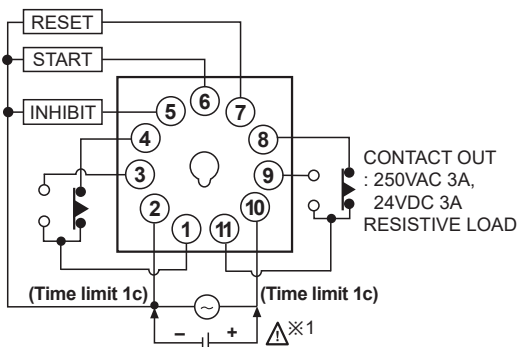 RESET
START
INHIBIT
5
6
7
4
8
3
9
2
10
1
11
CONTACT OUT
: 250VAC 3A,
24VDC 3A
RESISTIVE LOAD
(Time limit 1c)
~
(Time limit 1c)
− +
⚠※1